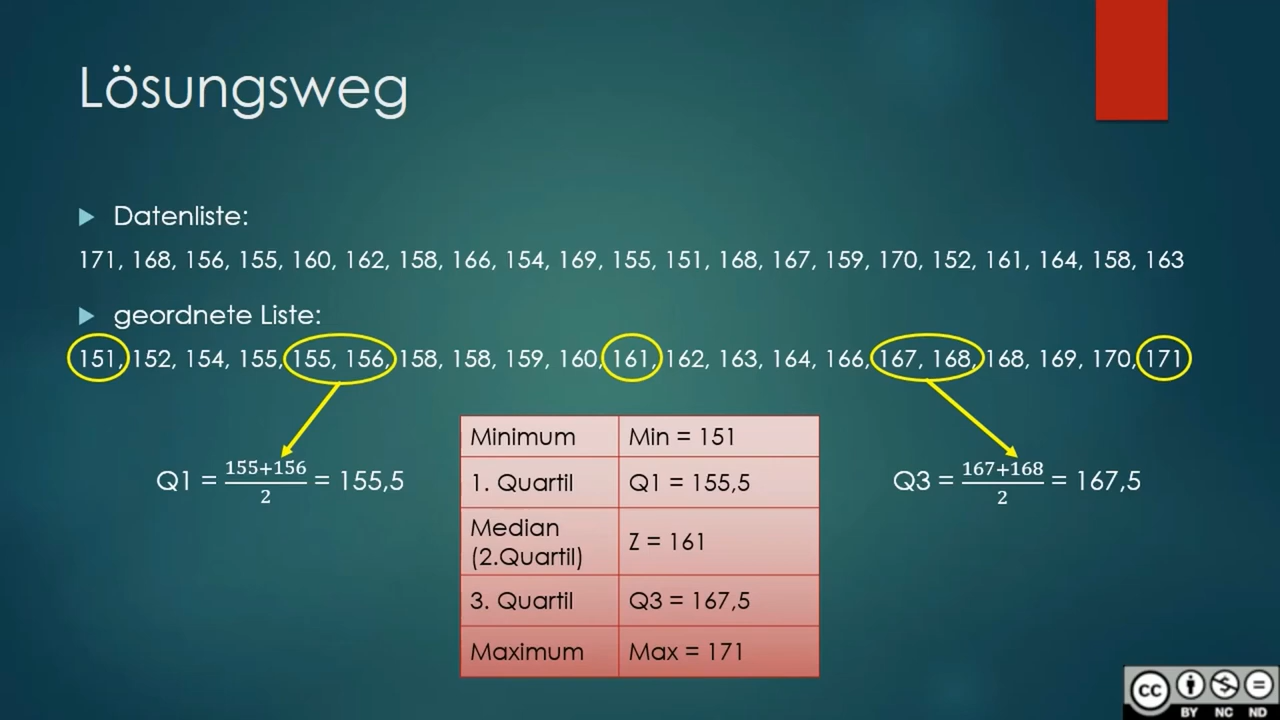 Lösungsweg
Datenliste:
171, 168, 156, 155, 160, 162, 158, 166, 154, 169, 155, 151, 168, 167, 159, 170, 152, 161, 164, 158, 163
geordnete Liste:
151, 152, 154, 155, 155, 156, 158, 158, 159, 160, 161, 162, 163, 164, 166, 167, 168, 168, 169, 170, 171
Q1 = (155+156)/2 = 155,5
Minimum Min = 151
1. Quartil Q1 = 155,5
Median
(2.Quartil) Z = 161
3. Quartil Q3 = 167,5
Maximum Max = 171
Q3 = (167+168)/2 = 167,5
cc
BY NC ND